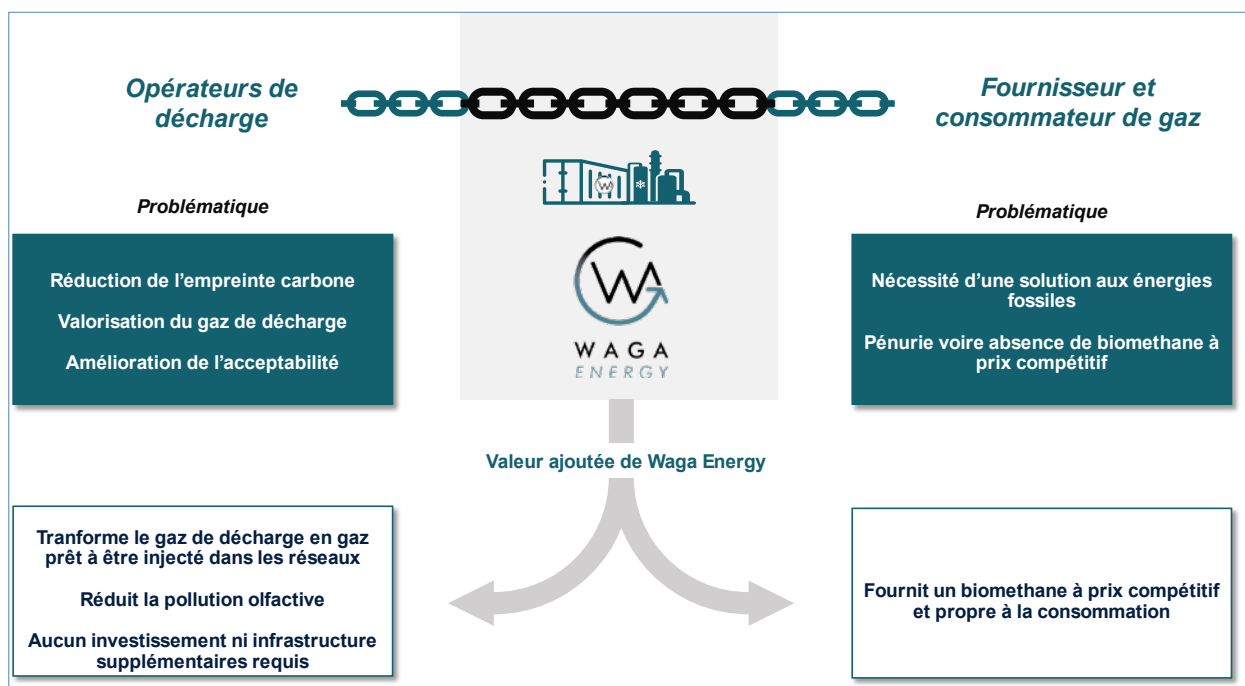 Opérateurs de
décharge
Fournisseur et
consommateur de gaz
Problématique
Problématique
Réduction de l'empreinte carbone
Valorisation du gaz de décharge
Amélioration de l'acceptabilité
W
WA
WAGA
ENERGY
Nécessité d'une solution aux énergies
fossiles
Pénurie voire absence de biomethane à
prix compétitif
Valeur ajoutée de Waga Energy
Tranforme le gaz de décharge en gaz
prêt à être injecté dans les réseaux
Réduit la pollution olfactive
Aucun investissement ni infrastructure
supplémentaires requis
Fournit un biomethane à prix compétitif
et propre à la consommation